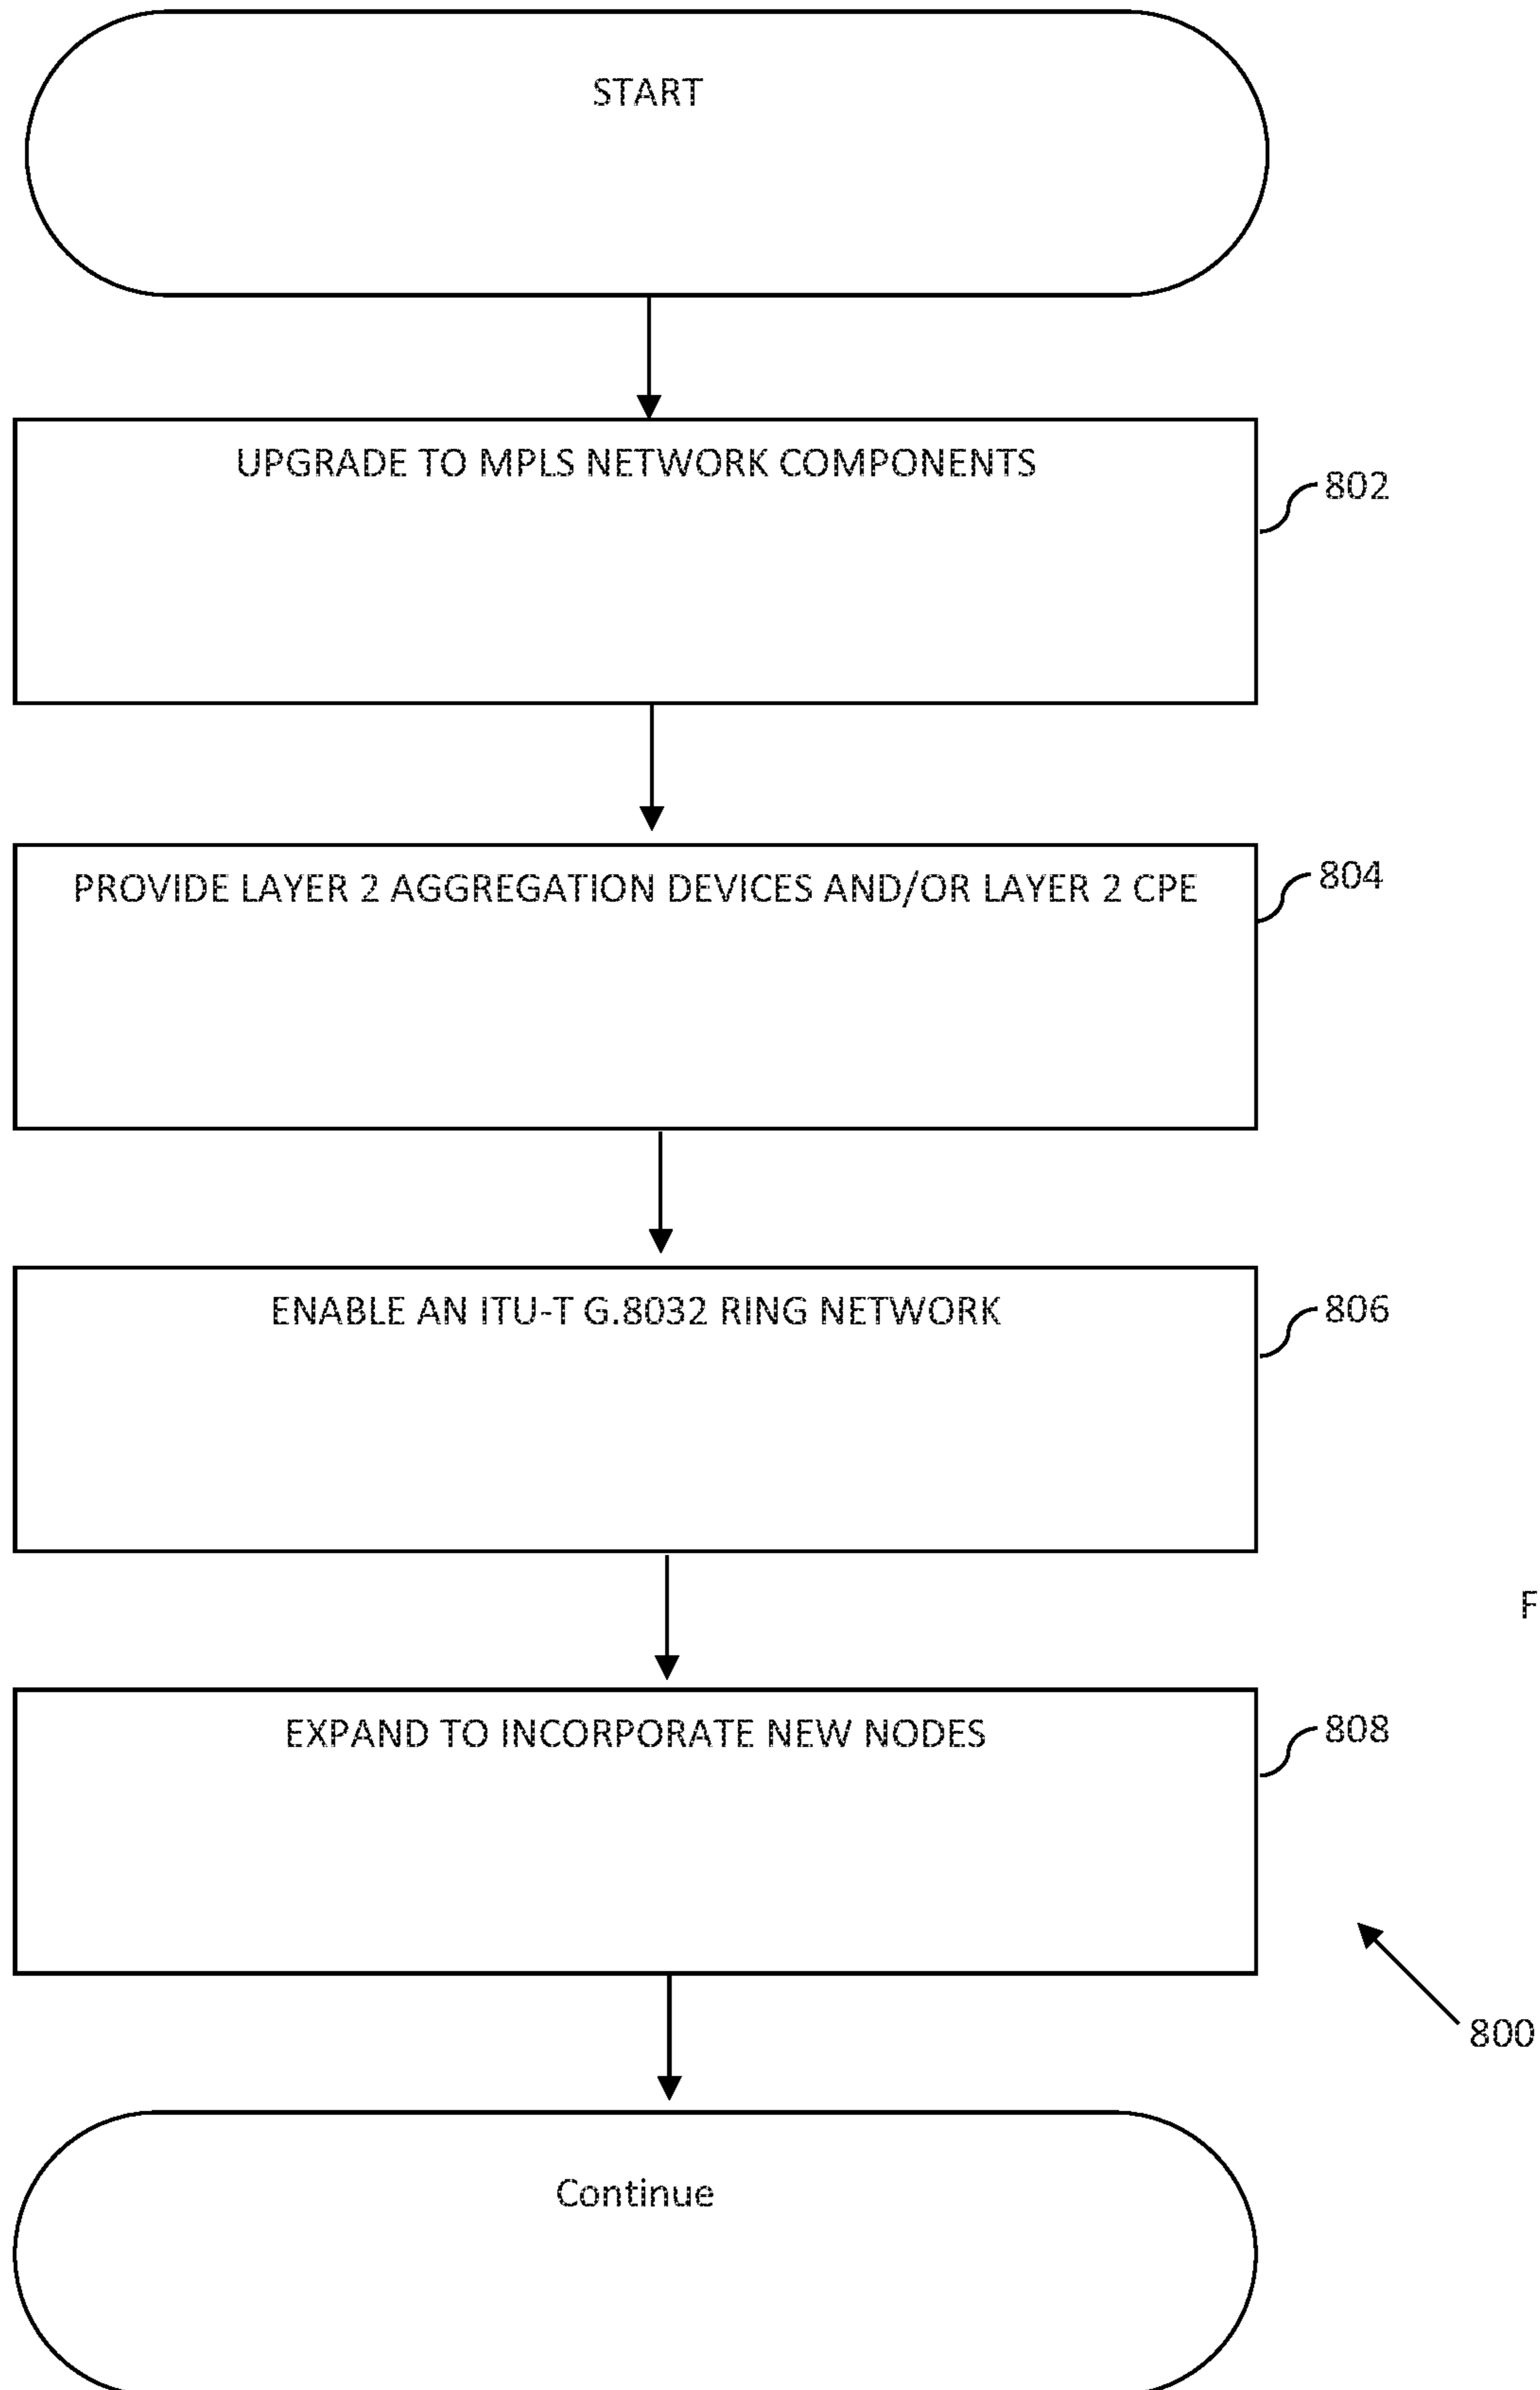 START
UPGRADE TO MPLS NETWORK COMPONENTS
802
PROVIDE LAYER 2 AGGREGATION DEVICES AND/OR LAYER 2 CPE
804
ENABLE AN ITU-T G.8032 RING NETWORK
806
F
EXPAND TO INCORPORATE NEW NODES
808
800
Continue